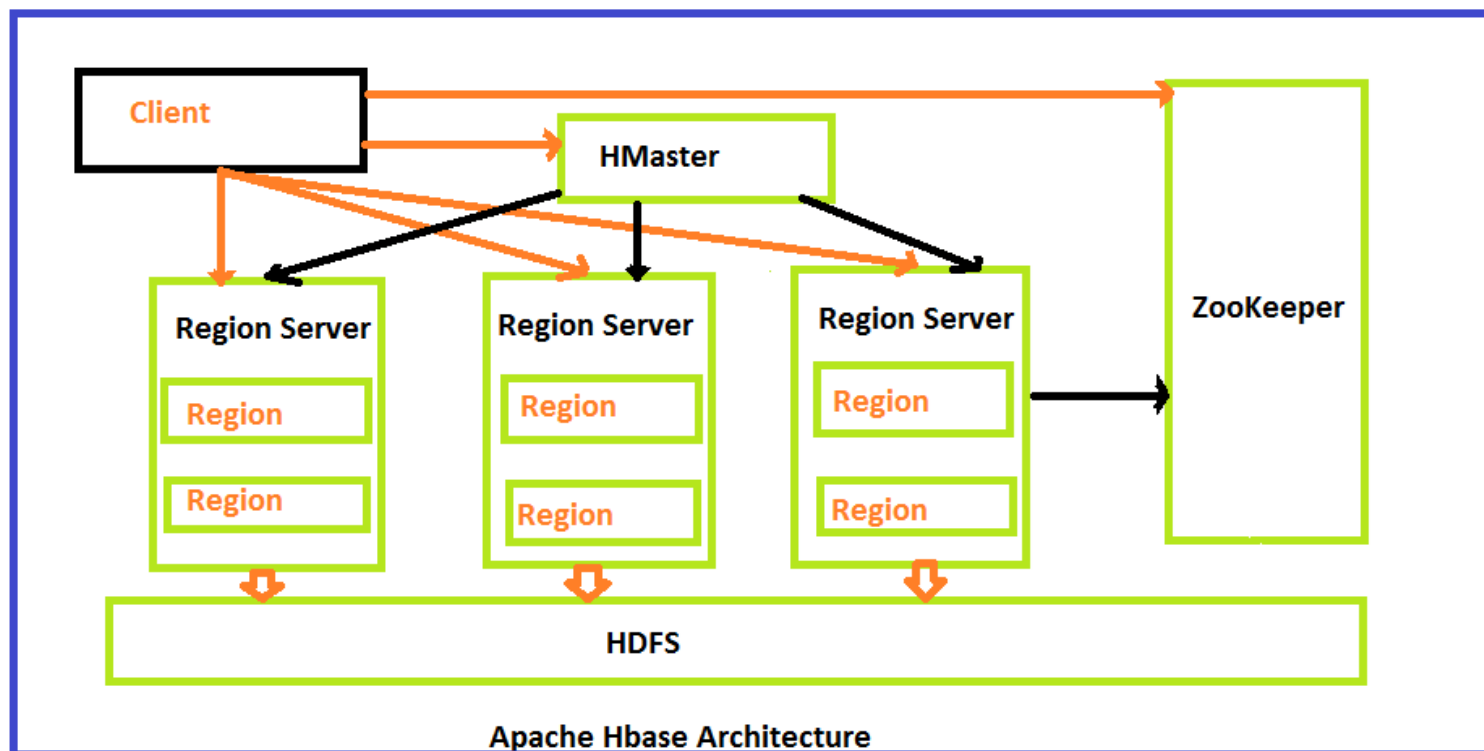 Client
HMaster
ZooKeeper
Region Server
Region Server
Region Server
Region
Region
Region
Region
Region
Region
HDFS
Apache Hbase Architecture